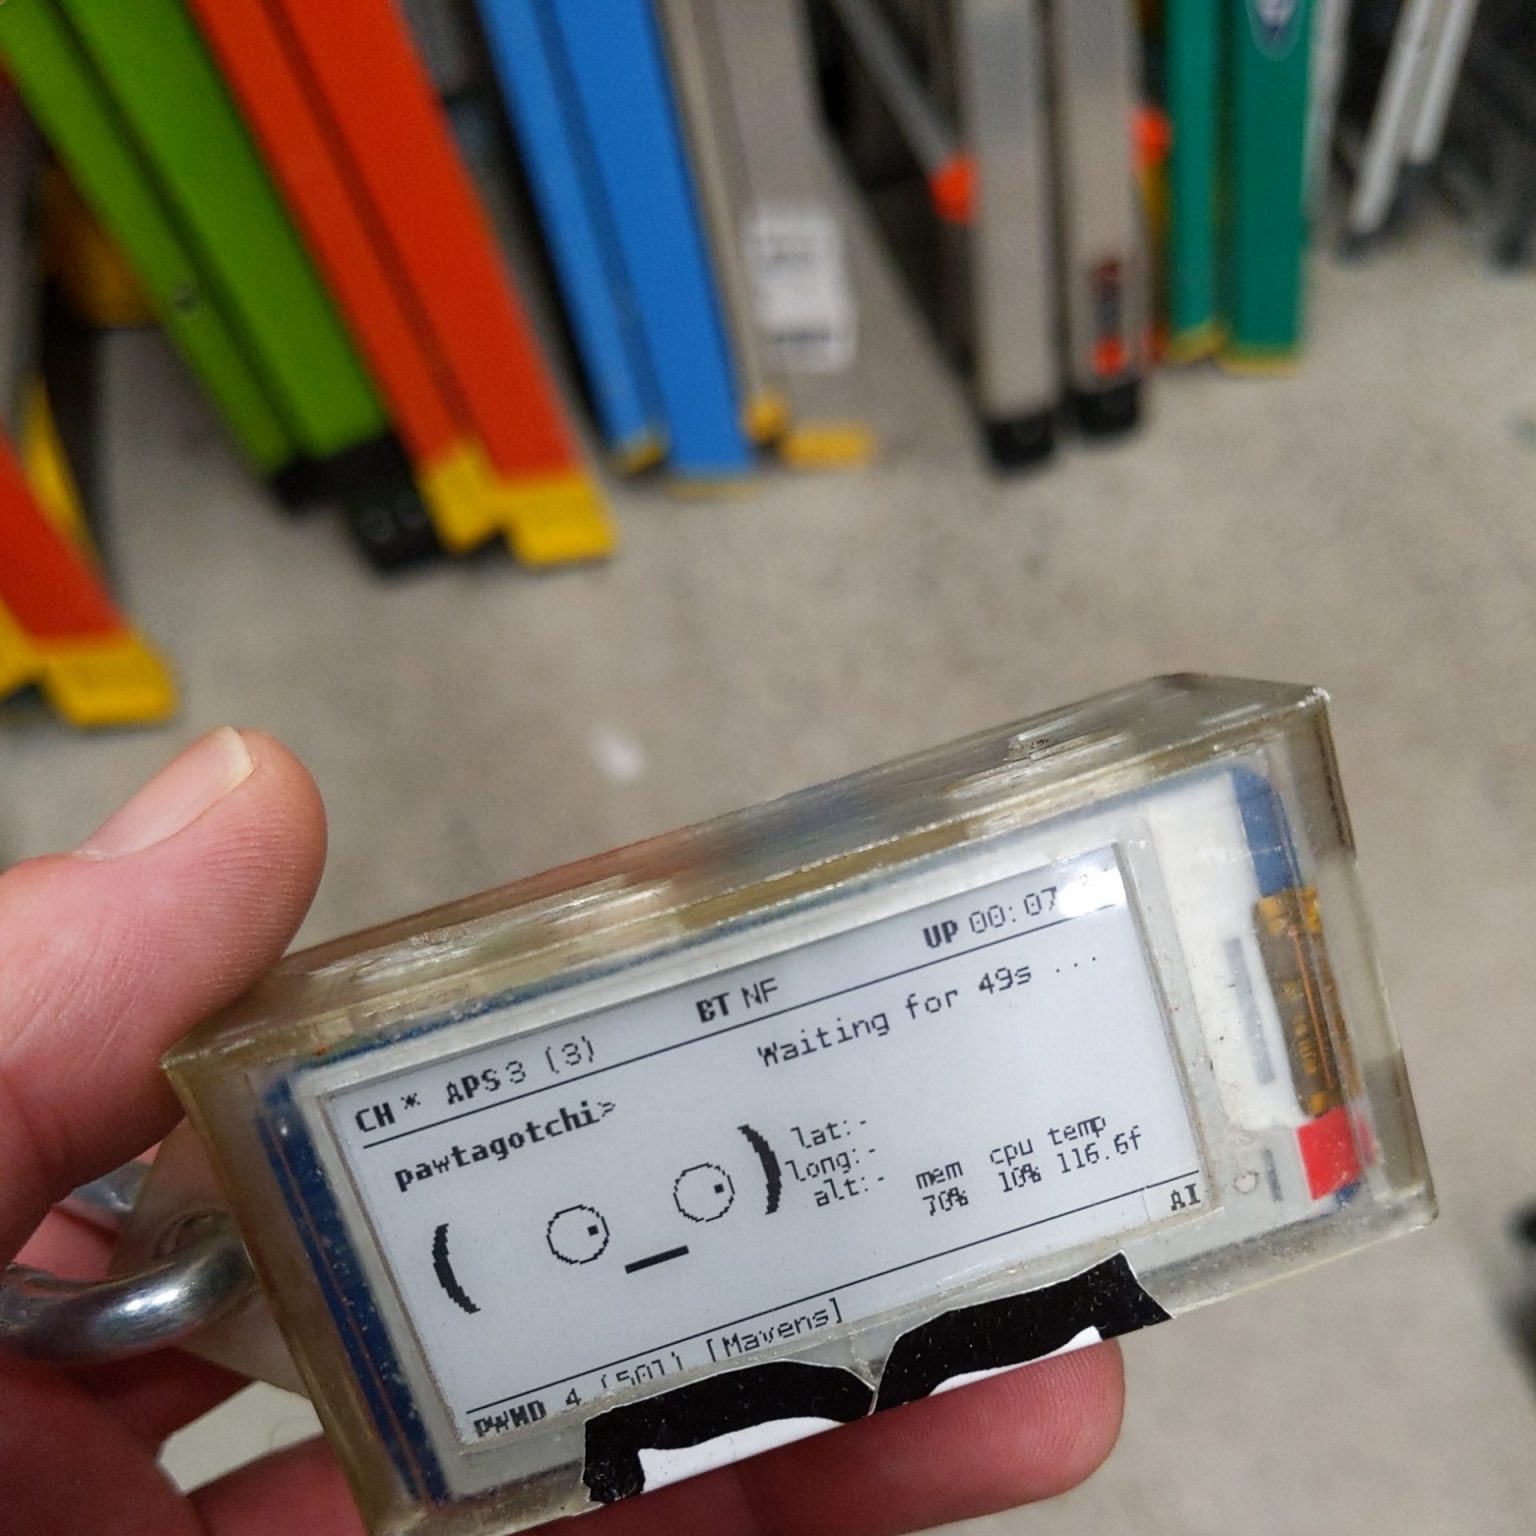 CH * APS 3 (3) BT NF UP 00:07
pawtagotchi> Waiting for 49s ...
lat:-
long:-
alt:-
mem cpu temp
70% 10% 116.6f
AI
PWND 4 (501) [Mavens]